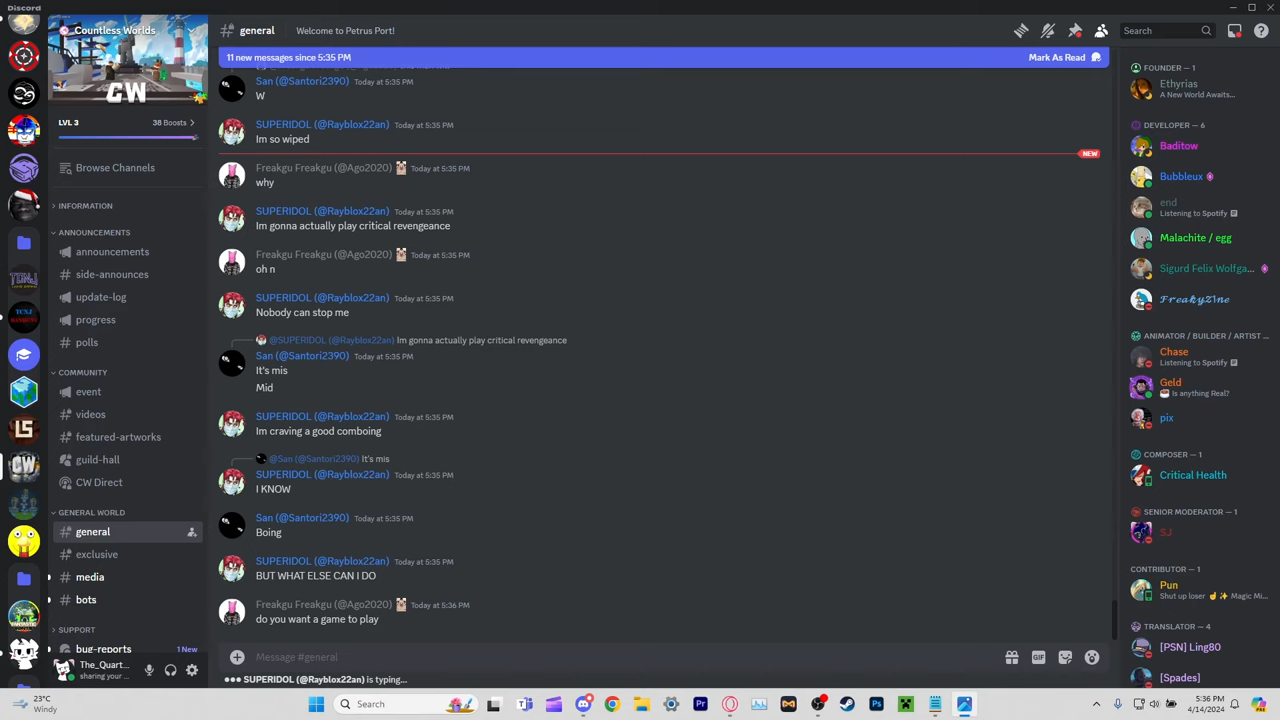 Discord
Countless Worlds
CW
LVL 3
38 Boosts
Browse Channels
INFORMATION
ANNOUNCEMENTS
announcements
side-announces
update-log
progress
polls
COMMUNITY
event
videos
featured-artworks
guild-hall
CW Direct
GENERAL WORLD
general
exclusive
media
bots
SUPPORT
bug-reports
1 New
The_Quart...
sharing your ...
general
Welcome to Petrus Port!
Search
11 new messages since 5:35 PM
Mark As Read
San (@Santori2390) Today at 5:35 PM
W
SUPERIDOL (@Rayblox22an) Today at 5:35 PM
Im so wiped
NEW
Freakgu Freakgu (@Ago2020) Today at 5:35 PM
why
SUPERIDOL (@Rayblox22an) Today at 5:35 PM
Im gonna actually play critical revengeance
Freakgu Freakgu (@Ago2020) Today at 5:35 PM
oh n
SUPERIDOL (@Rayblox22an) Today at 5:35 PM
Nobody can stop me
@SUPERIDOL (@Rayblox22an) Im gonna actually play critical revengeance
San (@Santori2390) Today at 5:35 PM
It's mis
Mid
SUPERIDOL (@Rayblox22an) Today at 5:35 PM
Im craving a good comboing
@San (@Santori2390) It's mis
SUPERIDOL (@Rayblox22an) Today at 5:35 PM
I KNOW
San (@Santori2390) Today at 5:35 PM
Boing
SUPERIDOL (@Rayblox22an) Today at 5:35 PM
BUT WHAT ELSE CAN I DO
Freakgu Freakgu (@Ago2020) Today at 5:36 PM
do you want a game to play
Message #general
GIF
SUPERIDOL (@Rayblox22an) is typing...
FOUNDER — 1
Ethyrias
A New World Awaits...
DEVELOPER — 6
Baditow
Bubbleux
end
Listening to Spotify
Malachite / egg
Sigurd Felix Wolfga...
𝓕𝓻𝓮𝓪𝓴𝔂𝓩1𝓷𝓮
ANIMATOR / BUILDER / ARTIST ...
Chase
Listening to Spotify
Geld
Is anything Real?
pix
COMPOSER — 1
Critical Health
SENIOR MODERATOR — 1
SJ
CONTRIBUTOR — 1
Pun
Shut up loser ☝️✨ Magic Mi...
TRANSLATOR — 4
[PSN] Ling80
[Spades]
23°C
Windy
Search
5:36 PM
4/14/2024